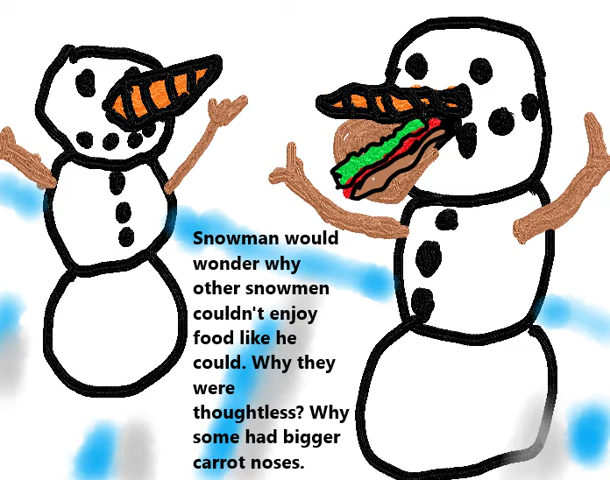 Snowman would
wonder why
other snowmen
couldn't enjoy
food like he
could. Why they
were
thoughtless? Why
some had bigger
carrot noses.